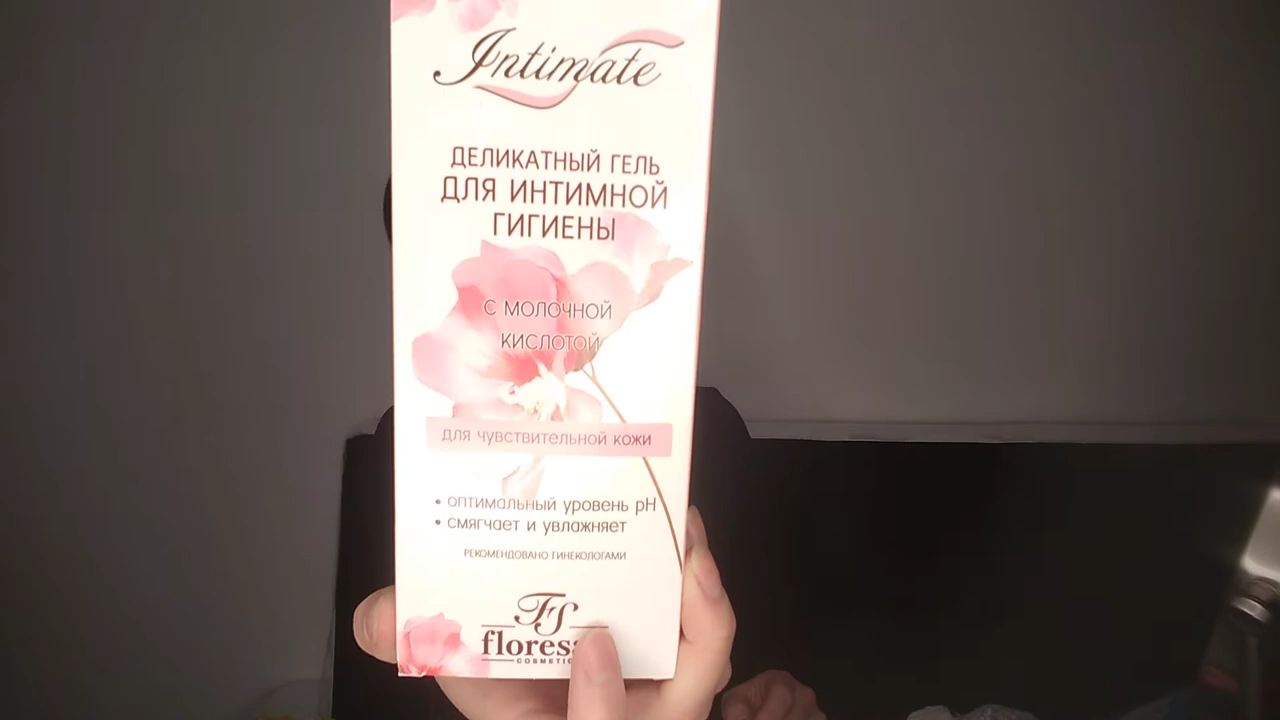 Intimate
ДЕЛИКАТНЫЙ ГЕЛЬ
ДЛЯ ИНТИМНОЙ
ГИГИЕНЫ
С МОЛОЧНОЙ
КИСЛОТОЙ
для чувствительной кожи
• оптимальный уровень pH
• смягчает и увлажняет
РЕКОМЕНДОВАНО ГИНЕКОЛОГАМИ
FS